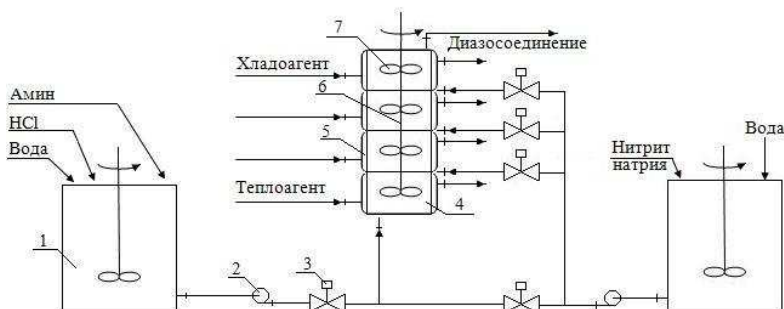 7
Диазосоединение
Хладоагент
6
Амин
HCl
Вода
5
Теплоагент
4
Нитрит
натрия
Вода
1
2
3